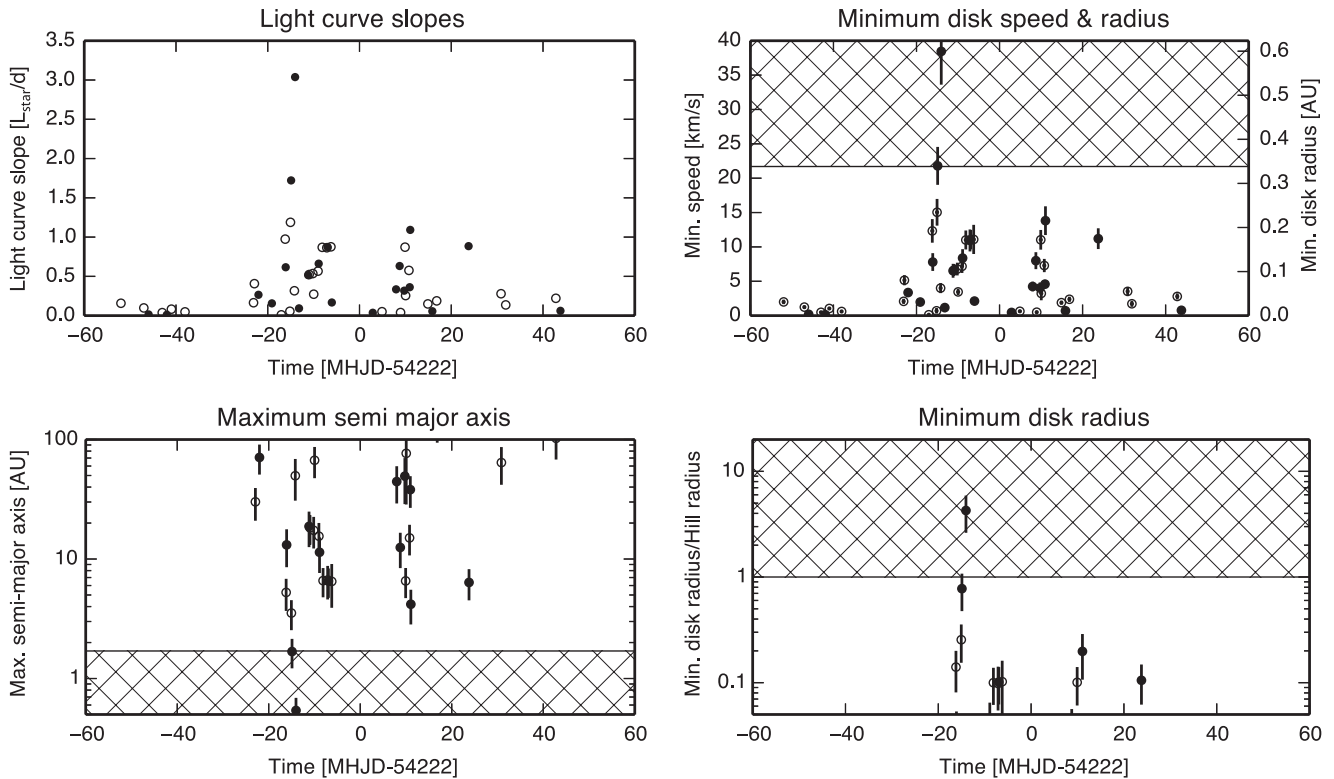 Light curve slopes
3.5
3.0
2.5
2.0
1.5
1.0
0.5
0.0
Light curve slope [L_star/d]
−60 −40 −20 0 20 40 60
Time [MHJD-54222]
Minimum disk speed & radius
40
35
30
25
20
15
10
5
0
Min. speed [km/s]
0.6
0.5
0.4
0.3
0.2
0.1
0.0
Min. disk radius [AU]
−60 −40 −20 0 20 40 60
Time [MHJD-54222]
Maximum semi major axis
100
10
1
Max. semi-major axis [AU]
−60 −40 −20 0 20 40 60
Time [MHJD-54222]
Minimum disk radius
10
1
0.1
Min. disk radius/Hill radius
−60 −40 −20 0 20 40 60
Time [MHJD-54222]